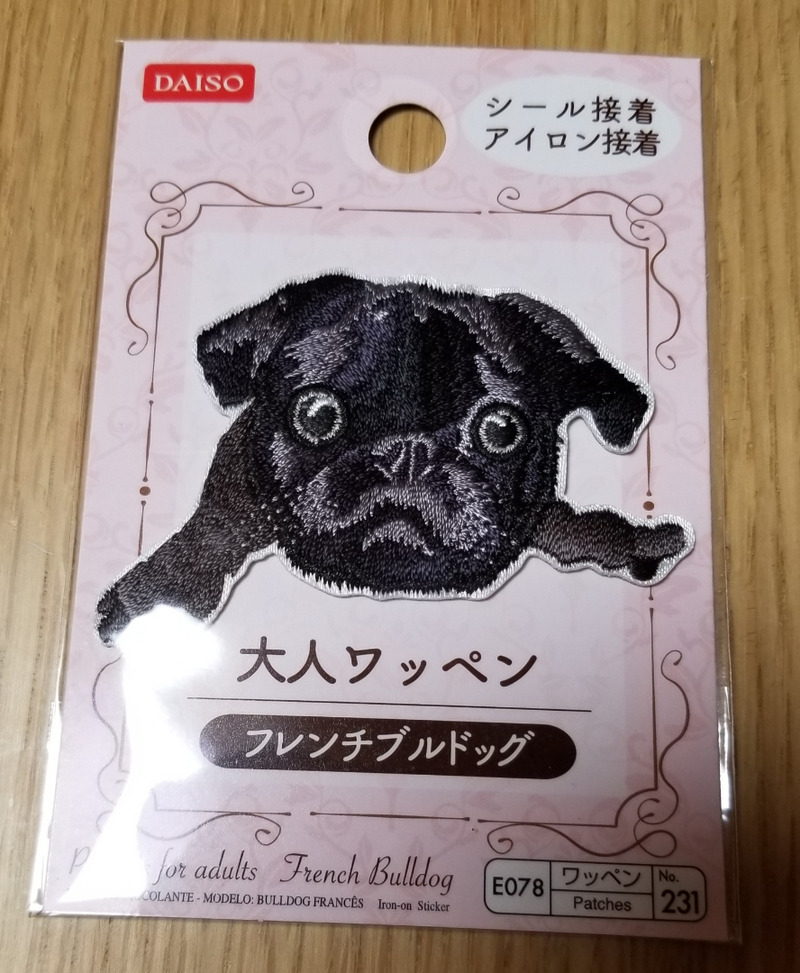 DAISO
シール接着
アイロン接着
大人ワッペン
フレンチブルドッグ
for adults French Bulldog
- MODELO: BULLDOG FRANCÊS Iron-on Sticker
E078
ワッペン
Patches
No.
231